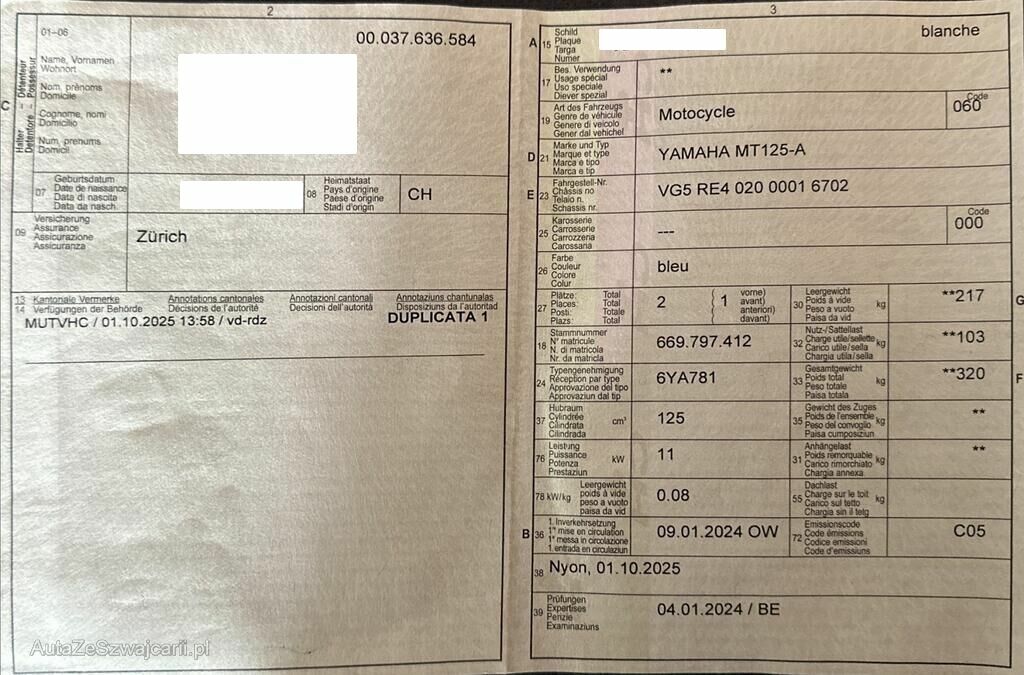 2
01-06
00.037.636.584
C
Halter Détenteur
Detentore Possessur
Name, Vornamen
Wohnort
Nom, prénoms
Domicile
Cognome, nomi
Domicilio
Num, prenums
Domicil
07
Geburtsdatum
Date de naissance
Data di nascita
Data da nasch.
08
Heimatstaat
Pays d'origine
Paese d'origine
Stadi d'origin
CH
09
Versicherung
Assurance
Assicurazione
Assicuranza
Zürich
13 Kantonale Vermerke Annotations cantonales Annotazioni cantonali Annotaziuns chantunalas
14 Verfügungen der Behörde Décisions de l'autorité Decisioni dell'autorità Disposiziuns da l'autoritad
MUTVHC / 01.10.2025 13:58 / vd-rdz
DUPLICATA 1
AutaZeSzwajcarii.pl
3
A 15
Schild
Plaque
Targa
Numer
blanche
17
Bes. Verwendung
Usage spécial
Uso speciale
Diever spezial
**
19
Art des Fahrzeugs
Genre de véhicule
Genere di veicolo
Gener dal vehichel
Motocycle
Code
060
D 21
Marke und Typ
Marque et type
Marca e tipo
Marca e tip
YAMAHA MT125-A
E 23
Fahrgestell-Nr.
Châssis no
Telaio n.
Schassis nr.
VG5 RE4 020 0001 6702
25
Karosserie
Carrosserie
Carrozzeria
Carossaria
---
Code
000
26
Farbe
Couleur
Colore
Colur
bleu
27
Plätze: Total
Places: Total
Posti: Totale
Plazs: Total
2
1
vorne)
avant)
anteriori)
davant)
30
Leergewicht
Poids à vide
Peso a vuoto
Paisa da vid
kg
**217
G
18
Stammnummer
N° matricule
N. di matricola
Nr. da matricla
669.797.412
32
Nutz-/Sattellast
Charge utile/sellette
Carico utile/sella
Chargia utila/sella
kg
**103
24
Typengenehmigung
Réception par type
Approvazione del tipo
Approvaziun dal tip
6YA781
33
Gesamtgewicht
Poids total
Peso totale
Paisa totala
kg
**320
F
37
Hubraum
Cylindrée
Cilindrata
Cilindrada
cm³
125
35
Gewicht des Zuges
Poids de l'ensemble
Peso del convoglio
Paisa cumposiziun
kg
**
76
Leistung
Puissance
Potenza
Prestaziun
kW
11
31
Anhängelast
Poids remorquable
Carico rimorchiato
Chargia annexa
kg
**
78 kW/kg
Leergewicht
poids à vide
peso a vuoto
paisa da vid
0.08
55
Dachlast
Charge sur le toit
Carico sul tetto
Chargia sin il tetg
kg
B 36
1. Inverkehrsetzung
1re mise en circulation
1a messa in circolazione
1. entrada en circulaziun
09.01.2024 OW
72
Emissionscode
Code émissions
Codice emissioni
Code d'emissiuns
C05
38
Nyon, 01.10.2025
39
Prüfungen
Expertises
Perizie
Examinaziuns
04.01.2024 / BE